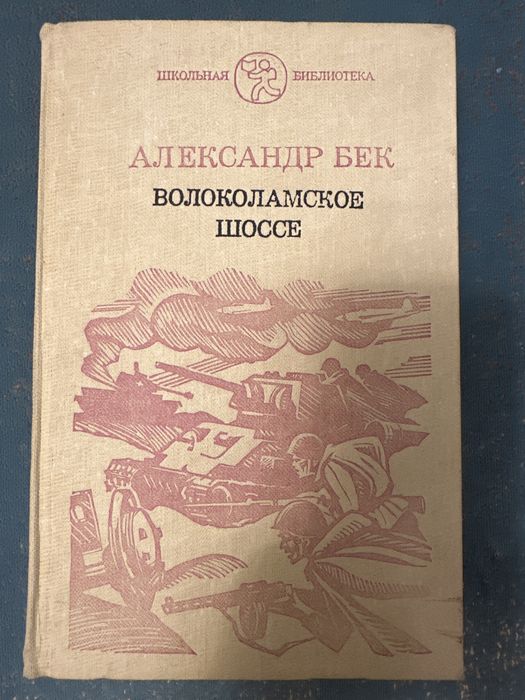 ШКОЛЬНАЯ БИБЛИОТЕКА
АЛЕКСАНДР БЕК
ВОЛОКОЛАМСКОЕ
ШОССЕ